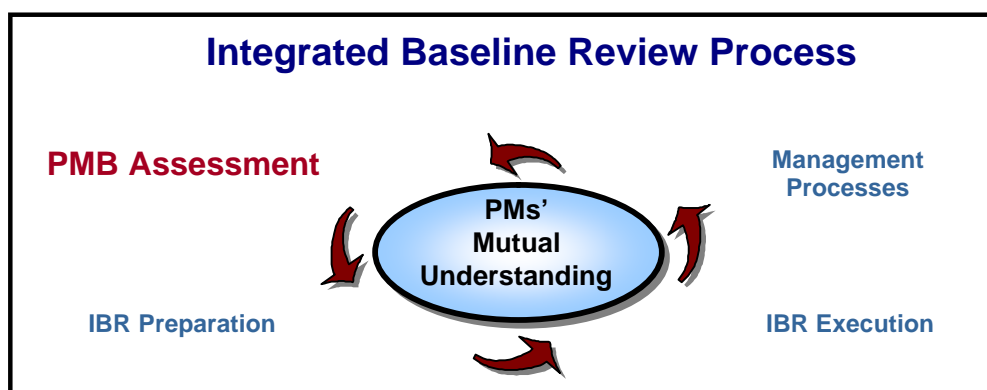 Integrated Baseline Review Process
PMB Assessment
Management
Processes
PMs’
Mutual
Understanding
IBR Preparation
IBR Execution